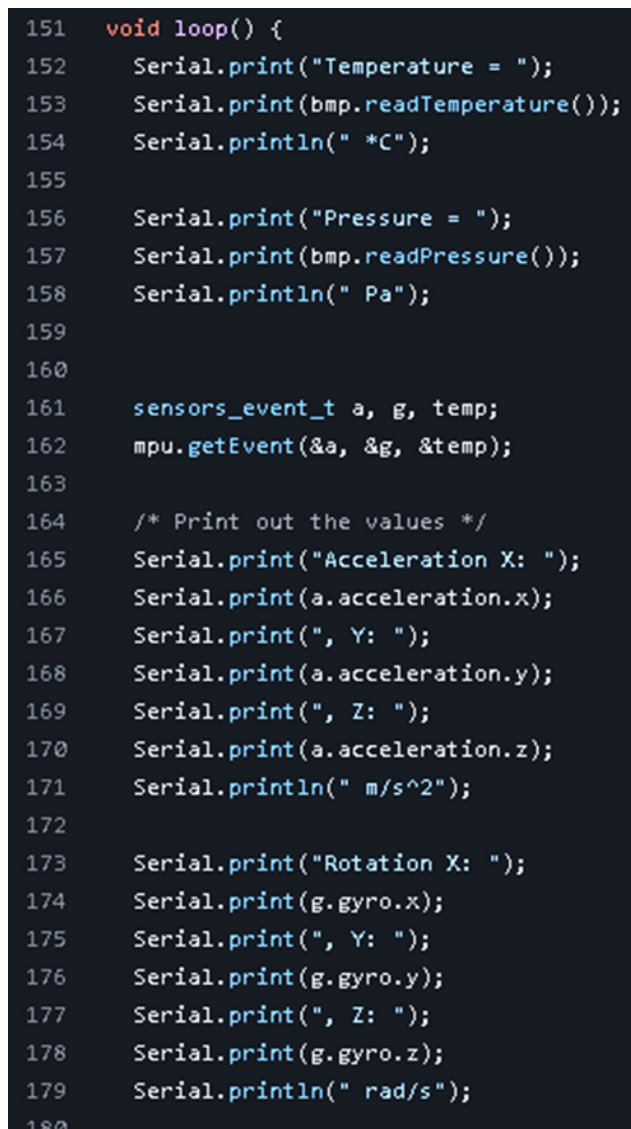 151 void loop() {
152 Serial.print("Temperature = ");
153 Serial.print(bmp.readTemperature());
154 Serial.println(" *C");
155
156 Serial.print("Pressure = ");
157 Serial.print(bmp.readPressure());
158 Serial.println(" Pa");
159
160
161 sensors_event_t a, g, temp;
162 mpu.getEvent(&a, &g, &temp);
163
164 /* Print out the values */
165 Serial.print("Acceleration X: ");
166 Serial.print(a.acceleration.x);
167 Serial.print(", Y: ");
168 Serial.print(a.acceleration.y);
169 Serial.print(", Z: ");
170 Serial.print(a.acceleration.z);
171 Serial.println(" m/s^2");
172
173 Serial.print("Rotation X: ");
174 Serial.print(g.gyro.x);
175 Serial.print(", Y: ");
176 Serial.print(g.gyro.y);
177 Serial.print(", Z: ");
178 Serial.print(g.gyro.z);
179 Serial.println(" rad/s");
180